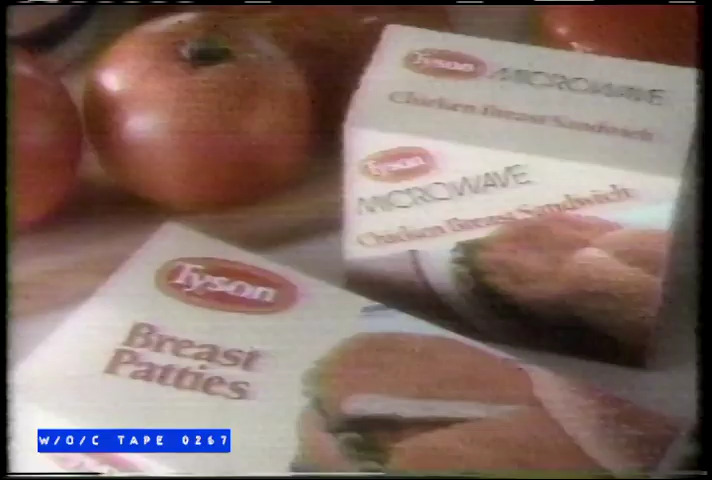 Tyson
MICROWAVE
Chicken Breast Sandwich
Tyson
MICROWAVE
Chicken Breast Sandwich
Tyson
Breast
Patties
W/O/C TAPE 0267